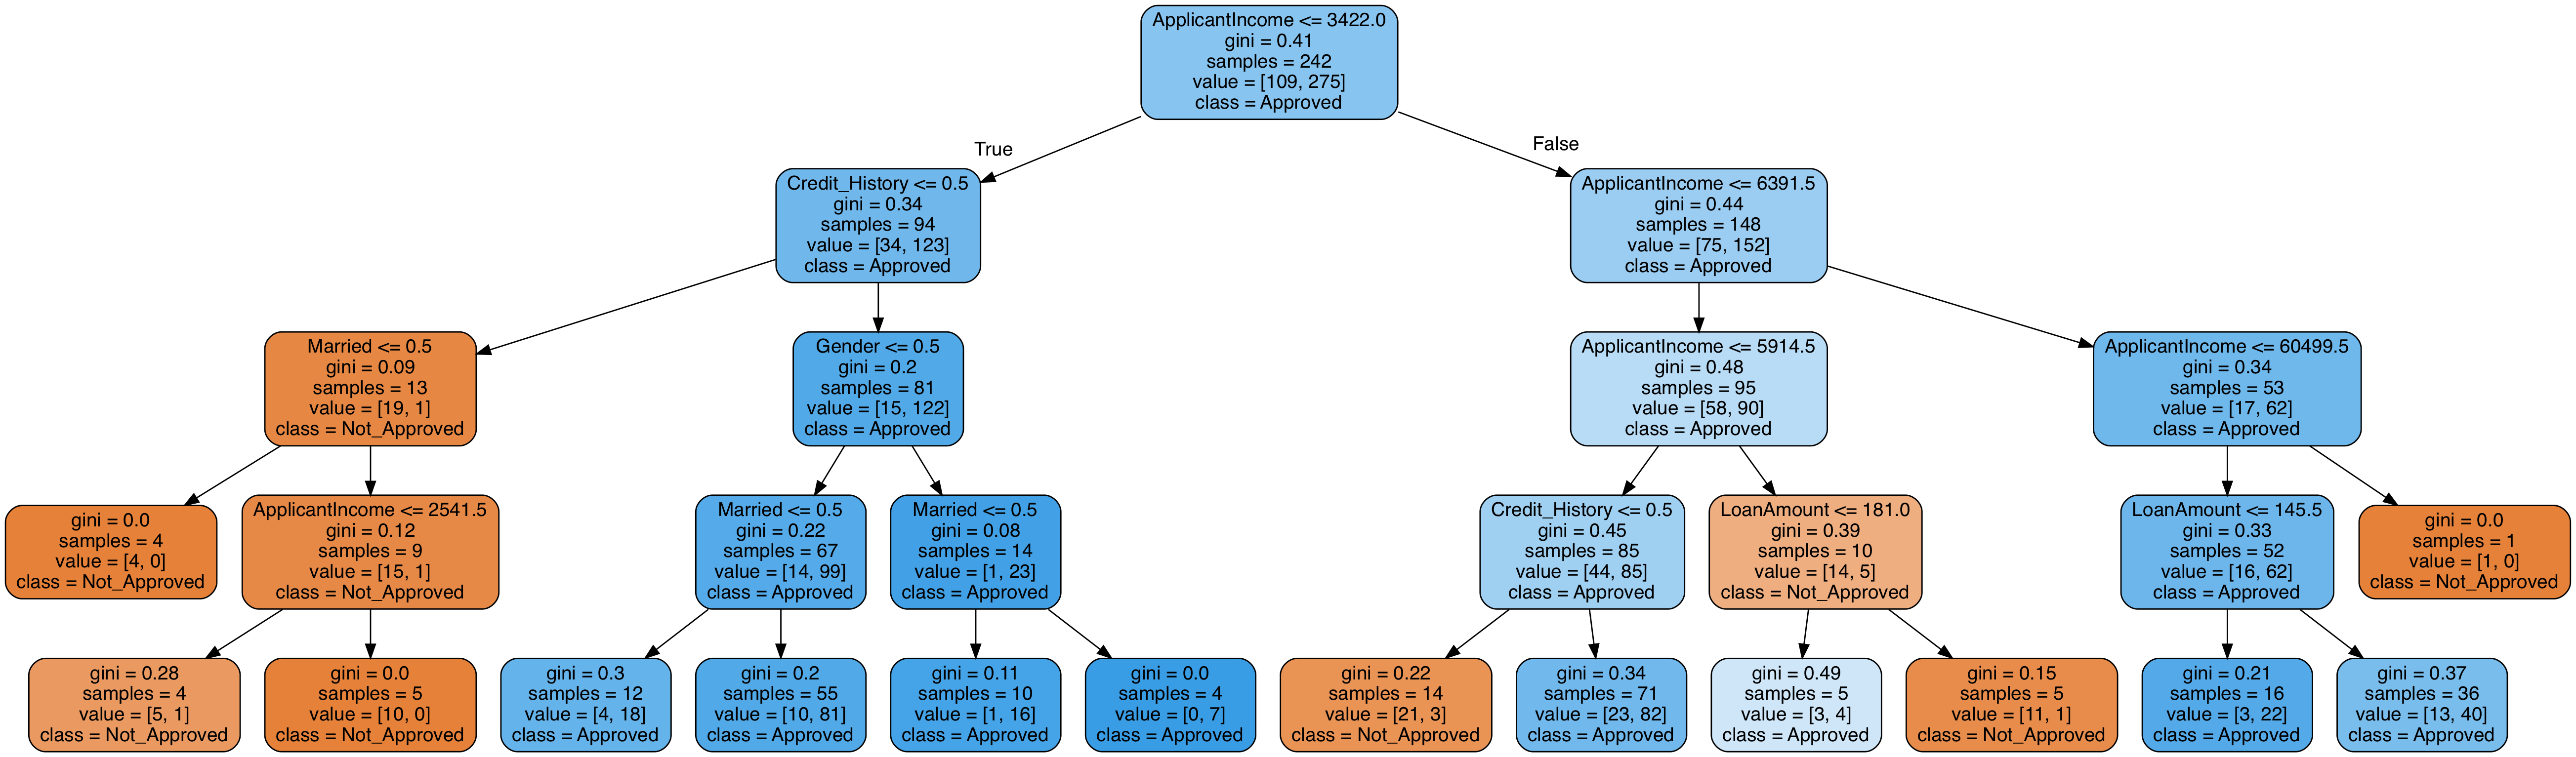 ApplicantIncome <= 3422.0
gini = 0.41
samples = 242
value = [109, 275]
class = Approved
True
False
Credit_History <= 0.5
gini = 0.34
samples = 94
value = [34, 123]
class = Approved
ApplicantIncome <= 6391.5
gini = 0.44
samples = 148
value = [75, 152]
class = Approved
Married <= 0.5
gini = 0.09
samples = 13
value = [19, 1]
class = Not_Approved
Gender <= 0.5
gini = 0.2
samples = 81
value = [15, 122]
class = Approved
ApplicantIncome <= 5914.5
gini = 0.48
samples = 95
value = [58, 90]
class = Approved
ApplicantIncome <= 60499.5
gini = 0.34
samples = 53
value = [17, 62]
class = Approved
gini = 0.0
samples = 4
value = [4, 0]
class = Not_Approved
ApplicantIncome <= 2541.5
gini = 0.12
samples = 9
value = [15, 1]
class = Not_Approved
Married <= 0.5
gini = 0.22
samples = 67
value = [14, 99]
class = Approved
Married <= 0.5
gini = 0.08
samples = 14
value = [1, 23]
class = Approved
Credit_History <= 0.5
gini = 0.45
samples = 85
value = [44, 85]
class = Approved
LoanAmount <= 181.0
gini = 0.39
samples = 10
value = [14, 5]
class = Not_Approved
LoanAmount <= 145.5
gini = 0.33
samples = 52
value = [16, 62]
class = Approved
gini = 0.0
samples = 1
value = [1, 0]
class = Not_Approved
gini = 0.28
samples = 4
value = [5, 1]
class = Not_Approved
gini = 0.0
samples = 5
value = [10, 0]
class = Not_Approved
gini = 0.3
samples = 12
value = [4, 18]
class = Approved
gini = 0.2
samples = 55
value = [10, 81]
class = Approved
gini = 0.11
samples = 10
value = [1, 16]
class = Approved
gini = 0.0
samples = 4
value = [0, 7]
class = Approved
gini = 0.22
samples = 14
value = [21, 3]
class = Not_Approved
gini = 0.34
samples = 71
value = [23, 82]
class = Approved
gini = 0.49
samples = 5
value = [3, 4]
class = Approved
gini = 0.15
samples = 5
value = [11, 1]
class = Not_Approved
gini = 0.21
samples = 16
value = [3, 22]
class = Approved
gini = 0.37
samples = 36
value = [13, 40]
class = Approved